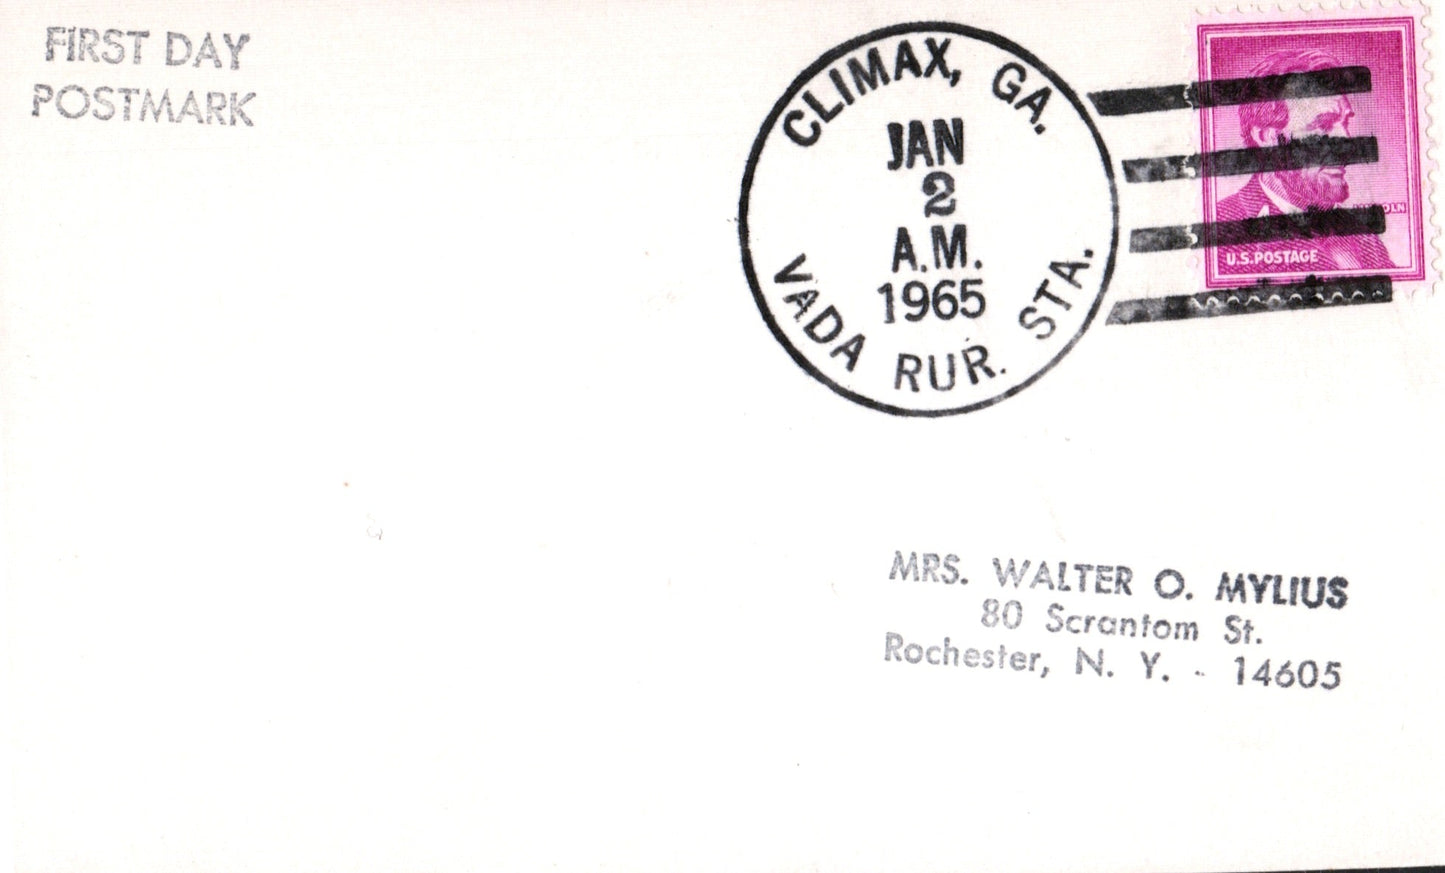 FIRST DAY
POSTMARK
CLIMAX, GA.
JAN
2
A.M.
1965
VADA RUR. STA.
U.S.POSTAGE
MRS. WALTER O. MYLIUS
80 Scrantom St.
Rochester, N. Y. - 14605